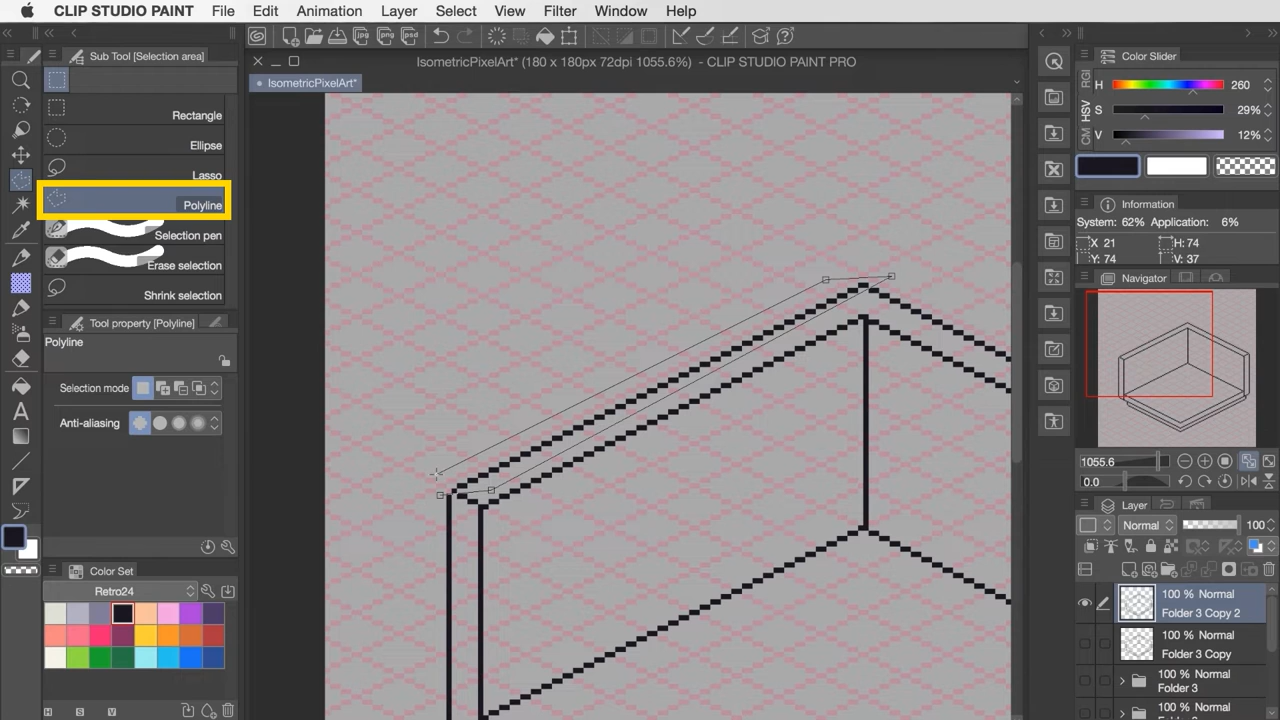 CLIP STUDIO PAINT File Edit Animation Layer Select View Filter Window Help
IsometricPixelArt* (180 x 180px 72dpi 1055.6%) - CLIP STUDIO PAINT PRO
IsometricPixelArt*
Sub Tool [Selection area]
Rectangle
Ellipse
Lasso
Polyline
Selection pen
Erase selection
Shrink selection
Tool property [Polyline]
Polyline
Selection mode
Anti-aliasing
Color Set
Retro24
H S V
Color Slider
HSV
CM
H 260
S 29%
V 12%
Information
System: 62% Application: 6%
X 21 H: 74
Y: 74 V: 37
Navigator
1055.6
0.0
Layer
Normal 100
100 % Normal
Folder 3 Copy 2
100 % Normal
Folder 3 Copy
100 % Normal
Folder 3
100 % Normal